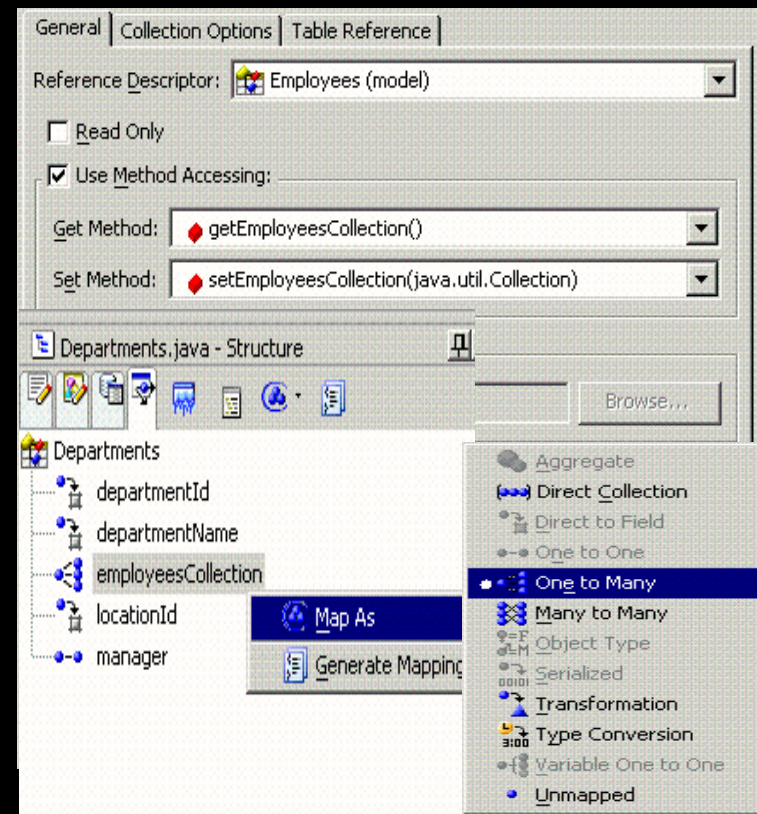 General Collection Options Table Reference
Reference Descriptor: Employees (model)
Read Only
Use Method Accessing:
Get Method: getEmployeesCollection()
Set Method: setEmployeesCollection(java.util.Collection)
Departments.java - Structure
Browse...
Departments
departmentId
departmentName
employeesCollection
locationId
manager
Map As
Generate Mapping
Aggregate
Direct Collection
Direct to Field
One to One
One to Many
Many to Many
Object Type
Serialized
Transformation
Type Conversion
Variable One to One
Unmapped